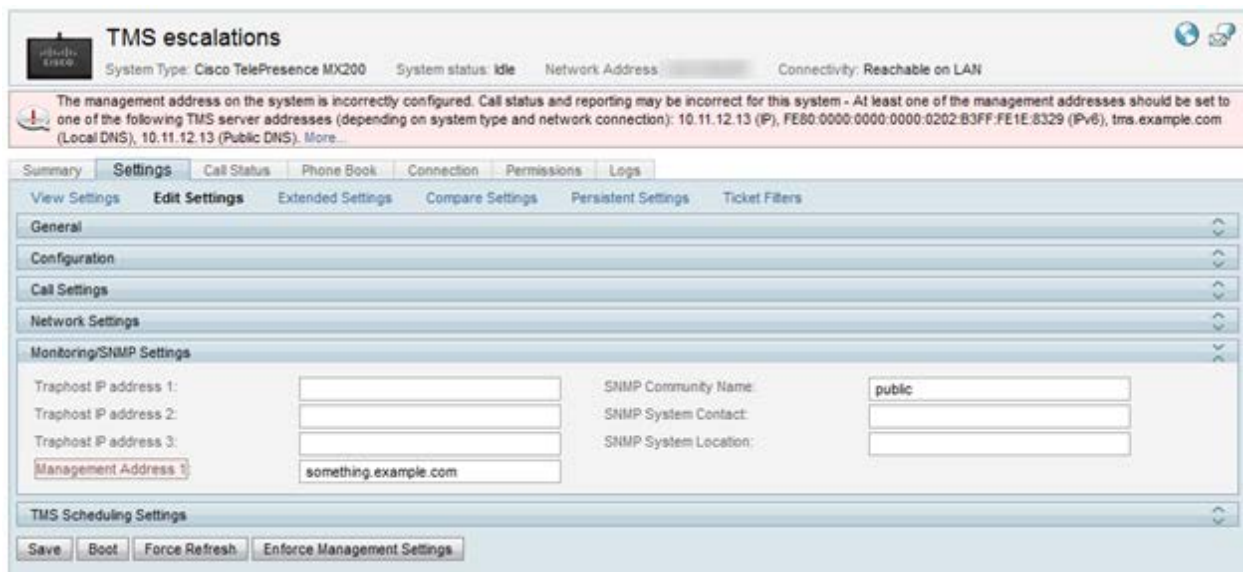 CISCO
TMS escalations
System Type: Cisco TelePresence MX200 System status: Idle Network Address Connectivity: Reachable on LAN
The management address on the system is incorrectly configured. Call status and reporting may be incorrect for this system - At least one of the management addresses should be set to
one of the following TMS server addresses (depending on system type and network connection): 10.11.12.13 (IP), FE80:0000:0000:0000:0202:B3FF:FE1E:8329 (IPv6), tms.example.com
(Local DNS), 10.11.12.13 (Public DNS). More...
Summary Settings Call Status Phone Book Connection Permissions Logs
View Settings Edit Settings Extended Settings Compare Settings Persistent Settings Ticket Filters
General
Configuration
Call Settings
Network Settings
Monitoring/SNMP Settings
Traphost IP address 1: SNMP Community Name: public
Traphost IP address 2: SNMP System Contact:
Traphost IP address 3: SNMP System Location:
Management Address 1: something.example.com
TMS Scheduling Settings
Save Boot Force Refresh Enforce Management Settings